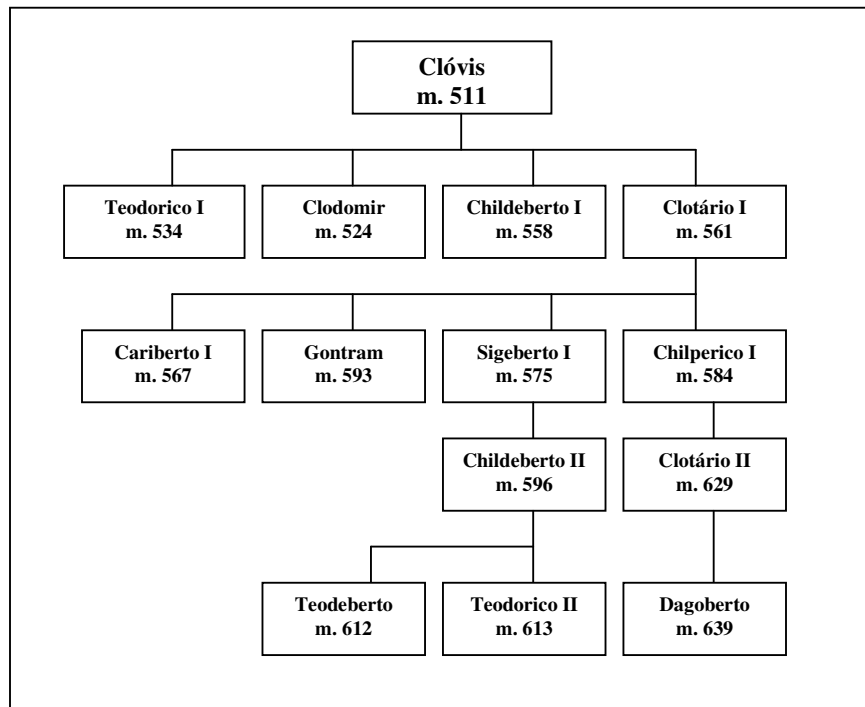 Clóvis
m. 511
Teodorico I
m. 534
Clodomir
m. 524
Childeberto I
m. 558
Clotário I
m. 561
Cariberto I
m. 567
Gontram
m. 593
Sigeberto I
m. 575
Chilperico I
m. 584
Childeberto II
m. 596
Clotário II
m. 629
Teodeberto
m. 612
Teodorico II
m. 613
Dagoberto
m. 639